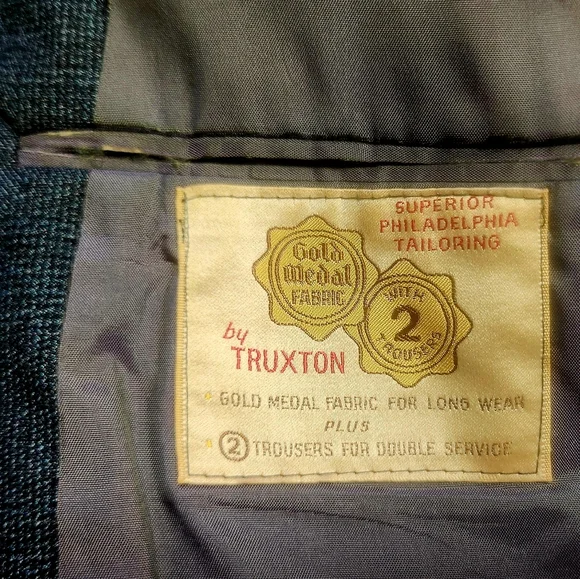 SUPERIOR
PHILADELPHIA
TAILORING
Gold
Medal
FABRIC
WITH
2
TROUSERS
by
TRUXTON
GOLD MEDAL FABRIC FOR LONG WEAR
PLUS
2 TROUSERS FOR DOUBLE SERVICE